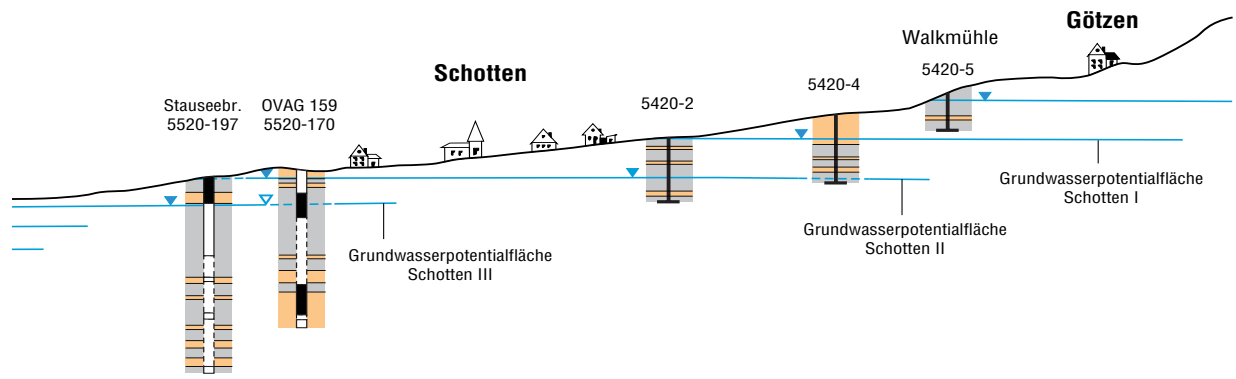 Götzen
Walkmühle
5420-5
Schotten
5420-4
Stauseebr.
5520-197
OVAG 159
5520-170
5420-2
Grundwasserpotentialfläche
Schotten I
Grundwasserpotentialfläche
Schotten II
Grundwasserpotentialfläche
Schotten III